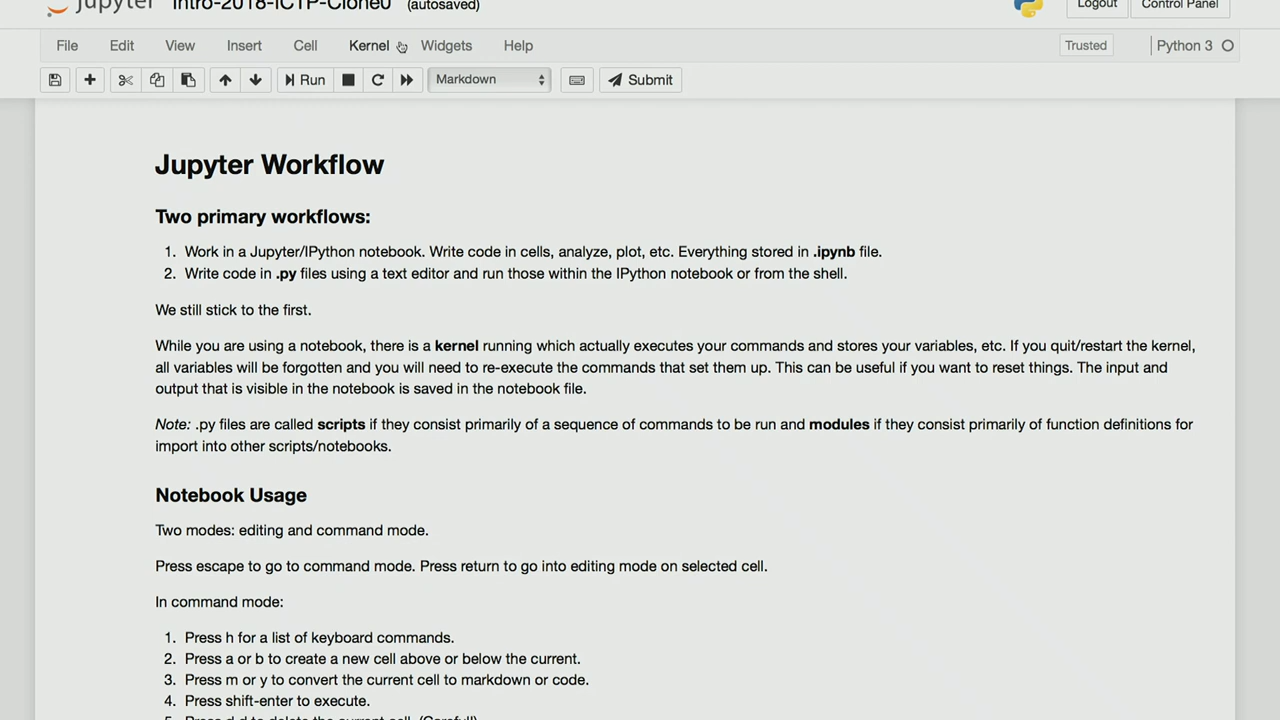 jupyter Intro-2018-ICTP-Clone0 (autosaved) Logout Control Panel
File Edit View Insert Cell Kernel Widgets Help Trusted Python 3
Run Markdown Submit
Jupyter Workflow
Two primary workflows:
1. Work in a Jupyter/IPython notebook. Write code in cells, analyze, plot, etc. Everything stored in .ipynb file.
2. Write code in .py files using a text editor and run those within the IPython notebook or from the shell.
We still stick to the first.
While you are using a notebook, there is a kernel running which actually executes your commands and stores your variables, etc. If you quit/restart the kernel,
all variables will be forgotten and you will need to re-execute the commands that set them up. This can be useful if you want to reset things. The input and
output that is visible in the notebook is saved in the notebook file.
Note: .py files are called scripts if they consist primarily of a sequence of commands to be run and modules if they consist primarily of function definitions for
import into other scripts/notebooks.
Notebook Usage
Two modes: editing and command mode.
Press escape to go to command mode. Press return to go into editing mode on selected cell.
In command mode:
1. Press h for a list of keyboard commands.
2. Press a or b to create a new cell above or below the current.
3. Press m or y to convert the current cell to markdown or code.
4. Press shift-enter to execute.
5. Press d d to delete the current cell. (Careful!)